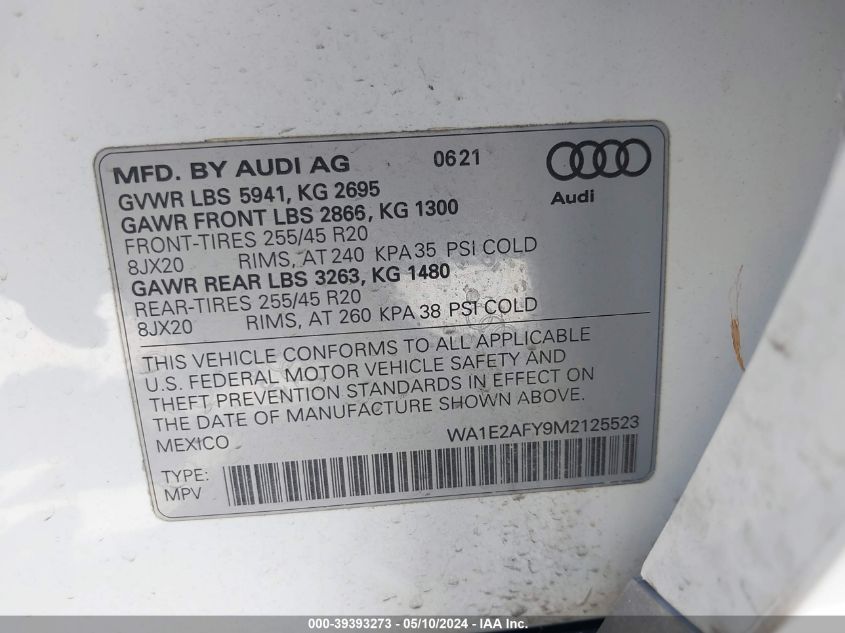 MFD. BY AUDI AG 0621
Audi
GVWR LBS 5941, KG 2695
GAWR FRONT LBS 2866, KG 1300
FRONT-TIRES 255/45 R20
8JX20 RIMS, AT 240 KPA 35 PSI COLD
GAWR REAR LBS 3263, KG 1480
REAR-TIRES 255/45 R20
8JX20 RIMS, AT 260 KPA 38 PSI COLD
THIS VEHICLE CONFORMS TO ALL APPLICABLE
U.S. FEDERAL MOTOR VEHICLE SAFETY AND
THEFT PREVENTION STANDARDS IN EFFECT ON
THE DATE OF MANUFACTURE SHOWN ABOVE.
MEXICO WA1E2AFY9M2125523
TYPE:
MPV
000-39393273 - 05/10/2024 - IAA Inc.